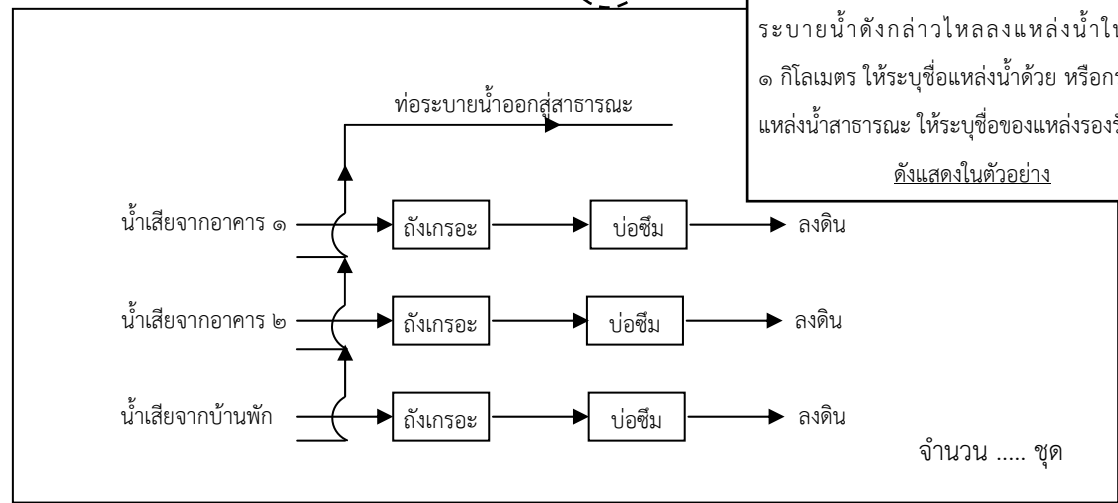 ระบายน้ำดังกล่าวไหลลงแหล่งน้ำใน
๑ กิโลเมตร ให้ระบุชื่อแหล่งน้ำด้วย
แหล่งน้ำสาธารณะ ให้ระบุชื่อของแหล่ง
ดังแสดงในตัวอย่าง
ท่อระบายน้ำออกสู่สาธารณะ
น้ำเสียจากอาคาร ๑ ถังเกรอะ บ่อซึม ลงดิน
น้ำเสียจากอาคาร ๒ ถังเกรอะ บ่อซึม ลงดิน
น้ำเสียจากบ้านพัก ถังเกรอะ บ่อซึม ลงดิน
จำนวน ..... ชุด